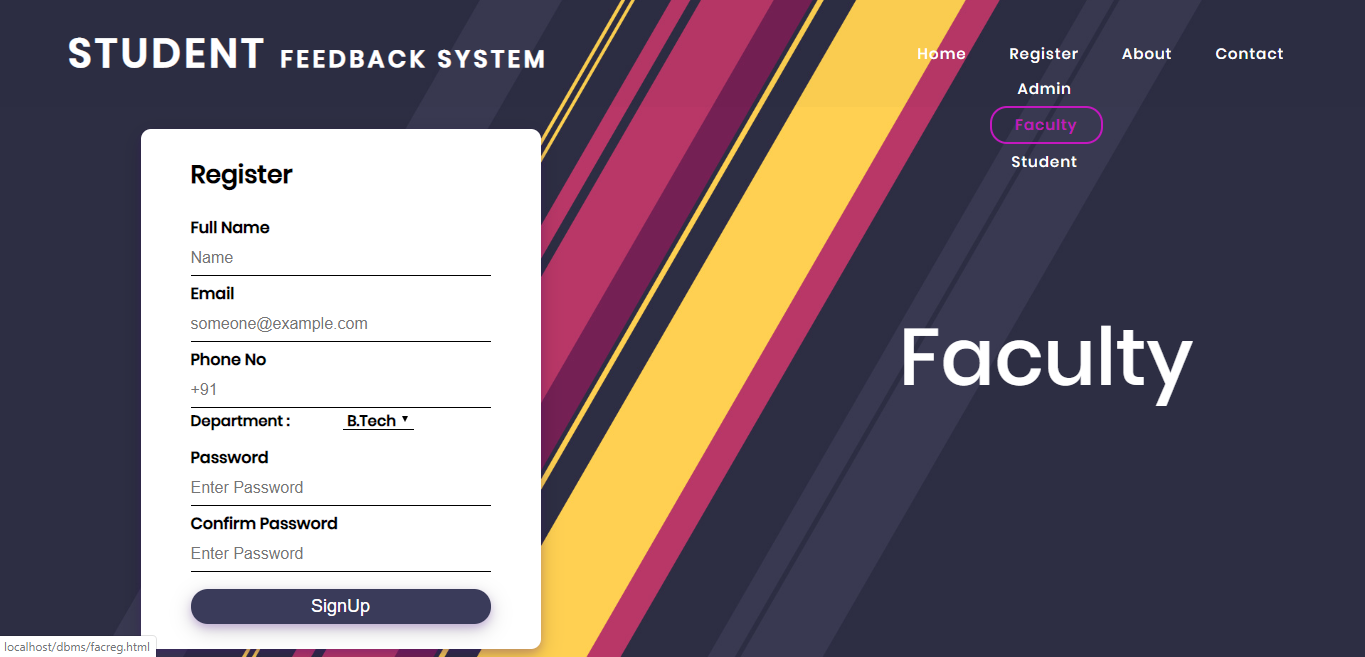 STUDENT FEEDBACK SYSTEM
Home Register About Contact
Admin
Faculty
Student
Register
Full Name
Name
Email
someone@example.com
Phone No
+91
Department : B.Tech
Password
Enter Password
Confirm Password
Enter Password
SignUp
Faculty
localhost/dbms/facreg.html